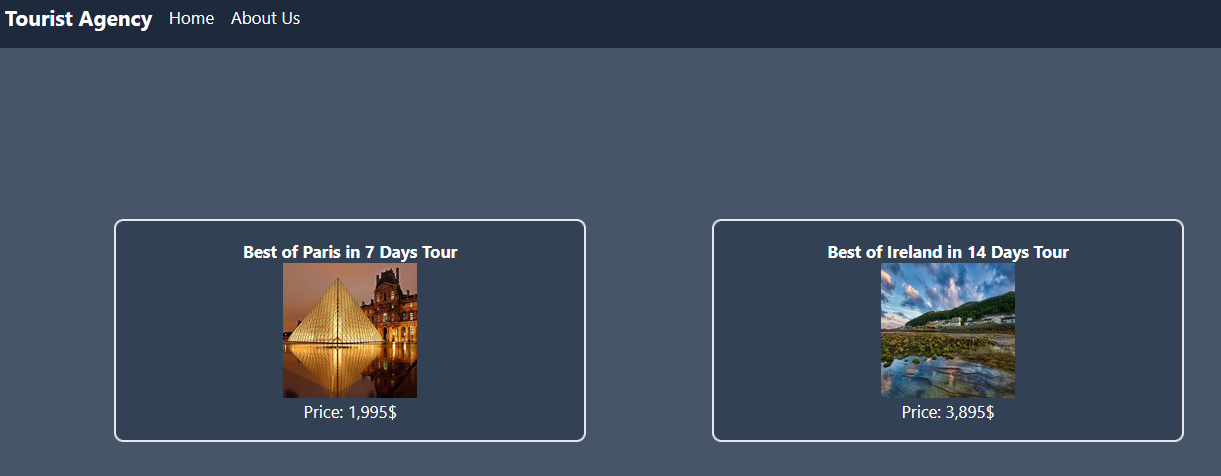 Tourist Agency Home About Us
Best of Paris in 7 Days Tour
Best of Ireland in 14 Days Tour
Price: 1,995$
Price: 3,895$